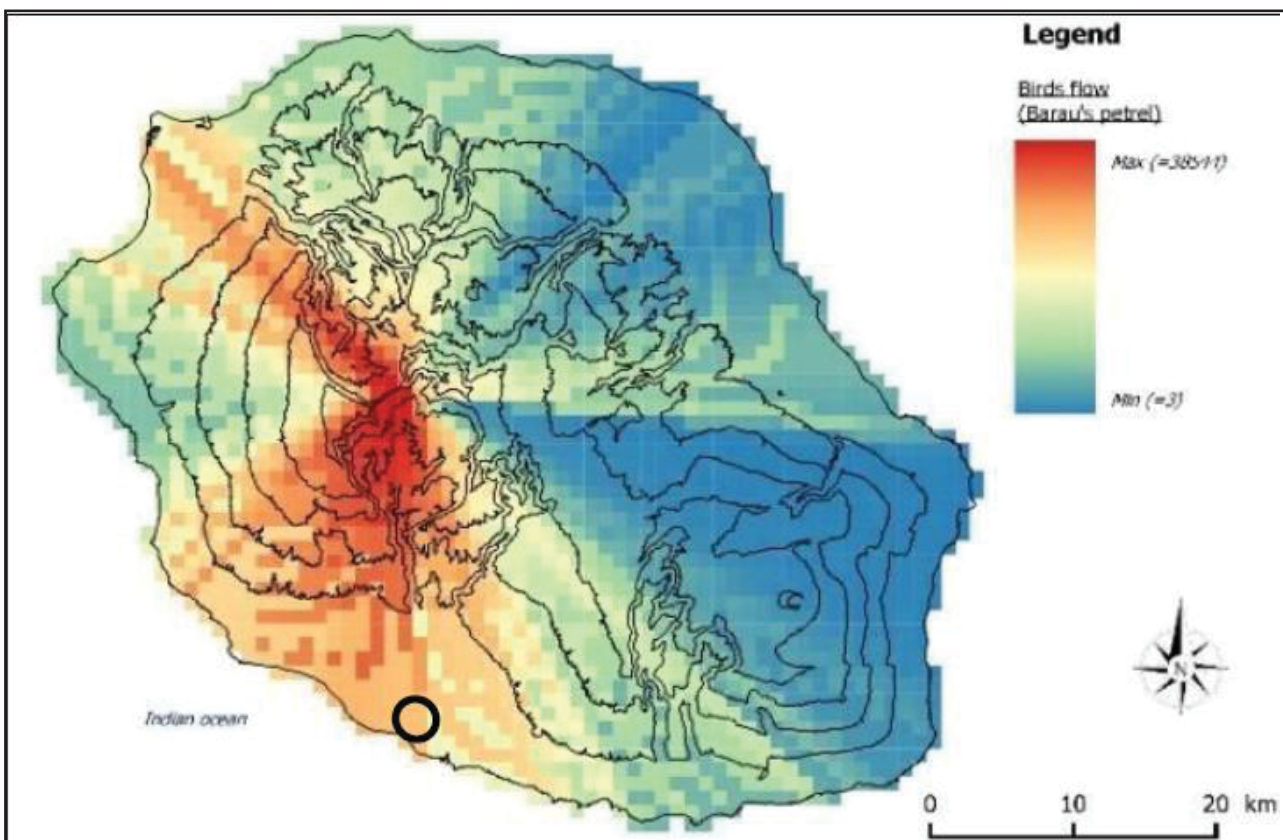 Legend
Birds flow
(Barau's petrel)
Max (=38511)
Min (=3)
N
Indian ocean
0 10 20 km